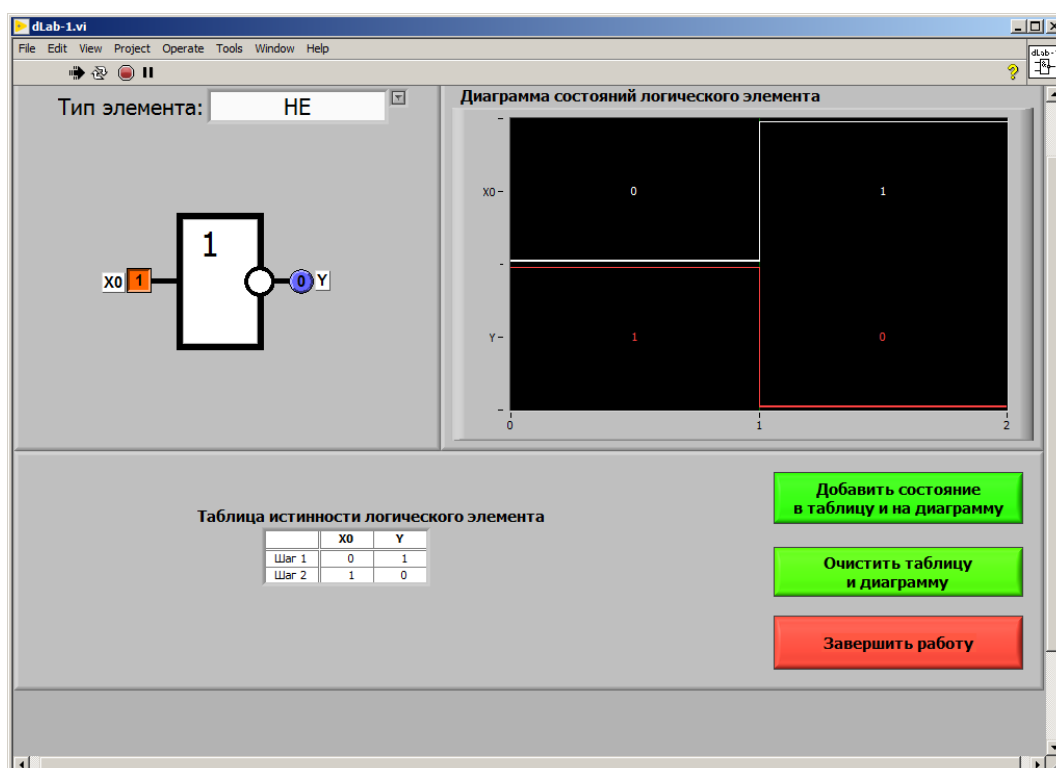 dLab-1.vi
File Edit View Project Operate Tools Window Help
dLab-1
&
Тип элемента: НЕ
1
X0 1
0 Y
Диаграмма состояний логического элемента
X0
0
1
Y
1
0
0 1 2
Таблица истинности логического элемента
X0 Y
Шаг 1 0 1
Шаг 2 1 0
Добавить состояние
в таблицу и на диаграмму
Очистить таблицу
и диаграмму
Завершить работу